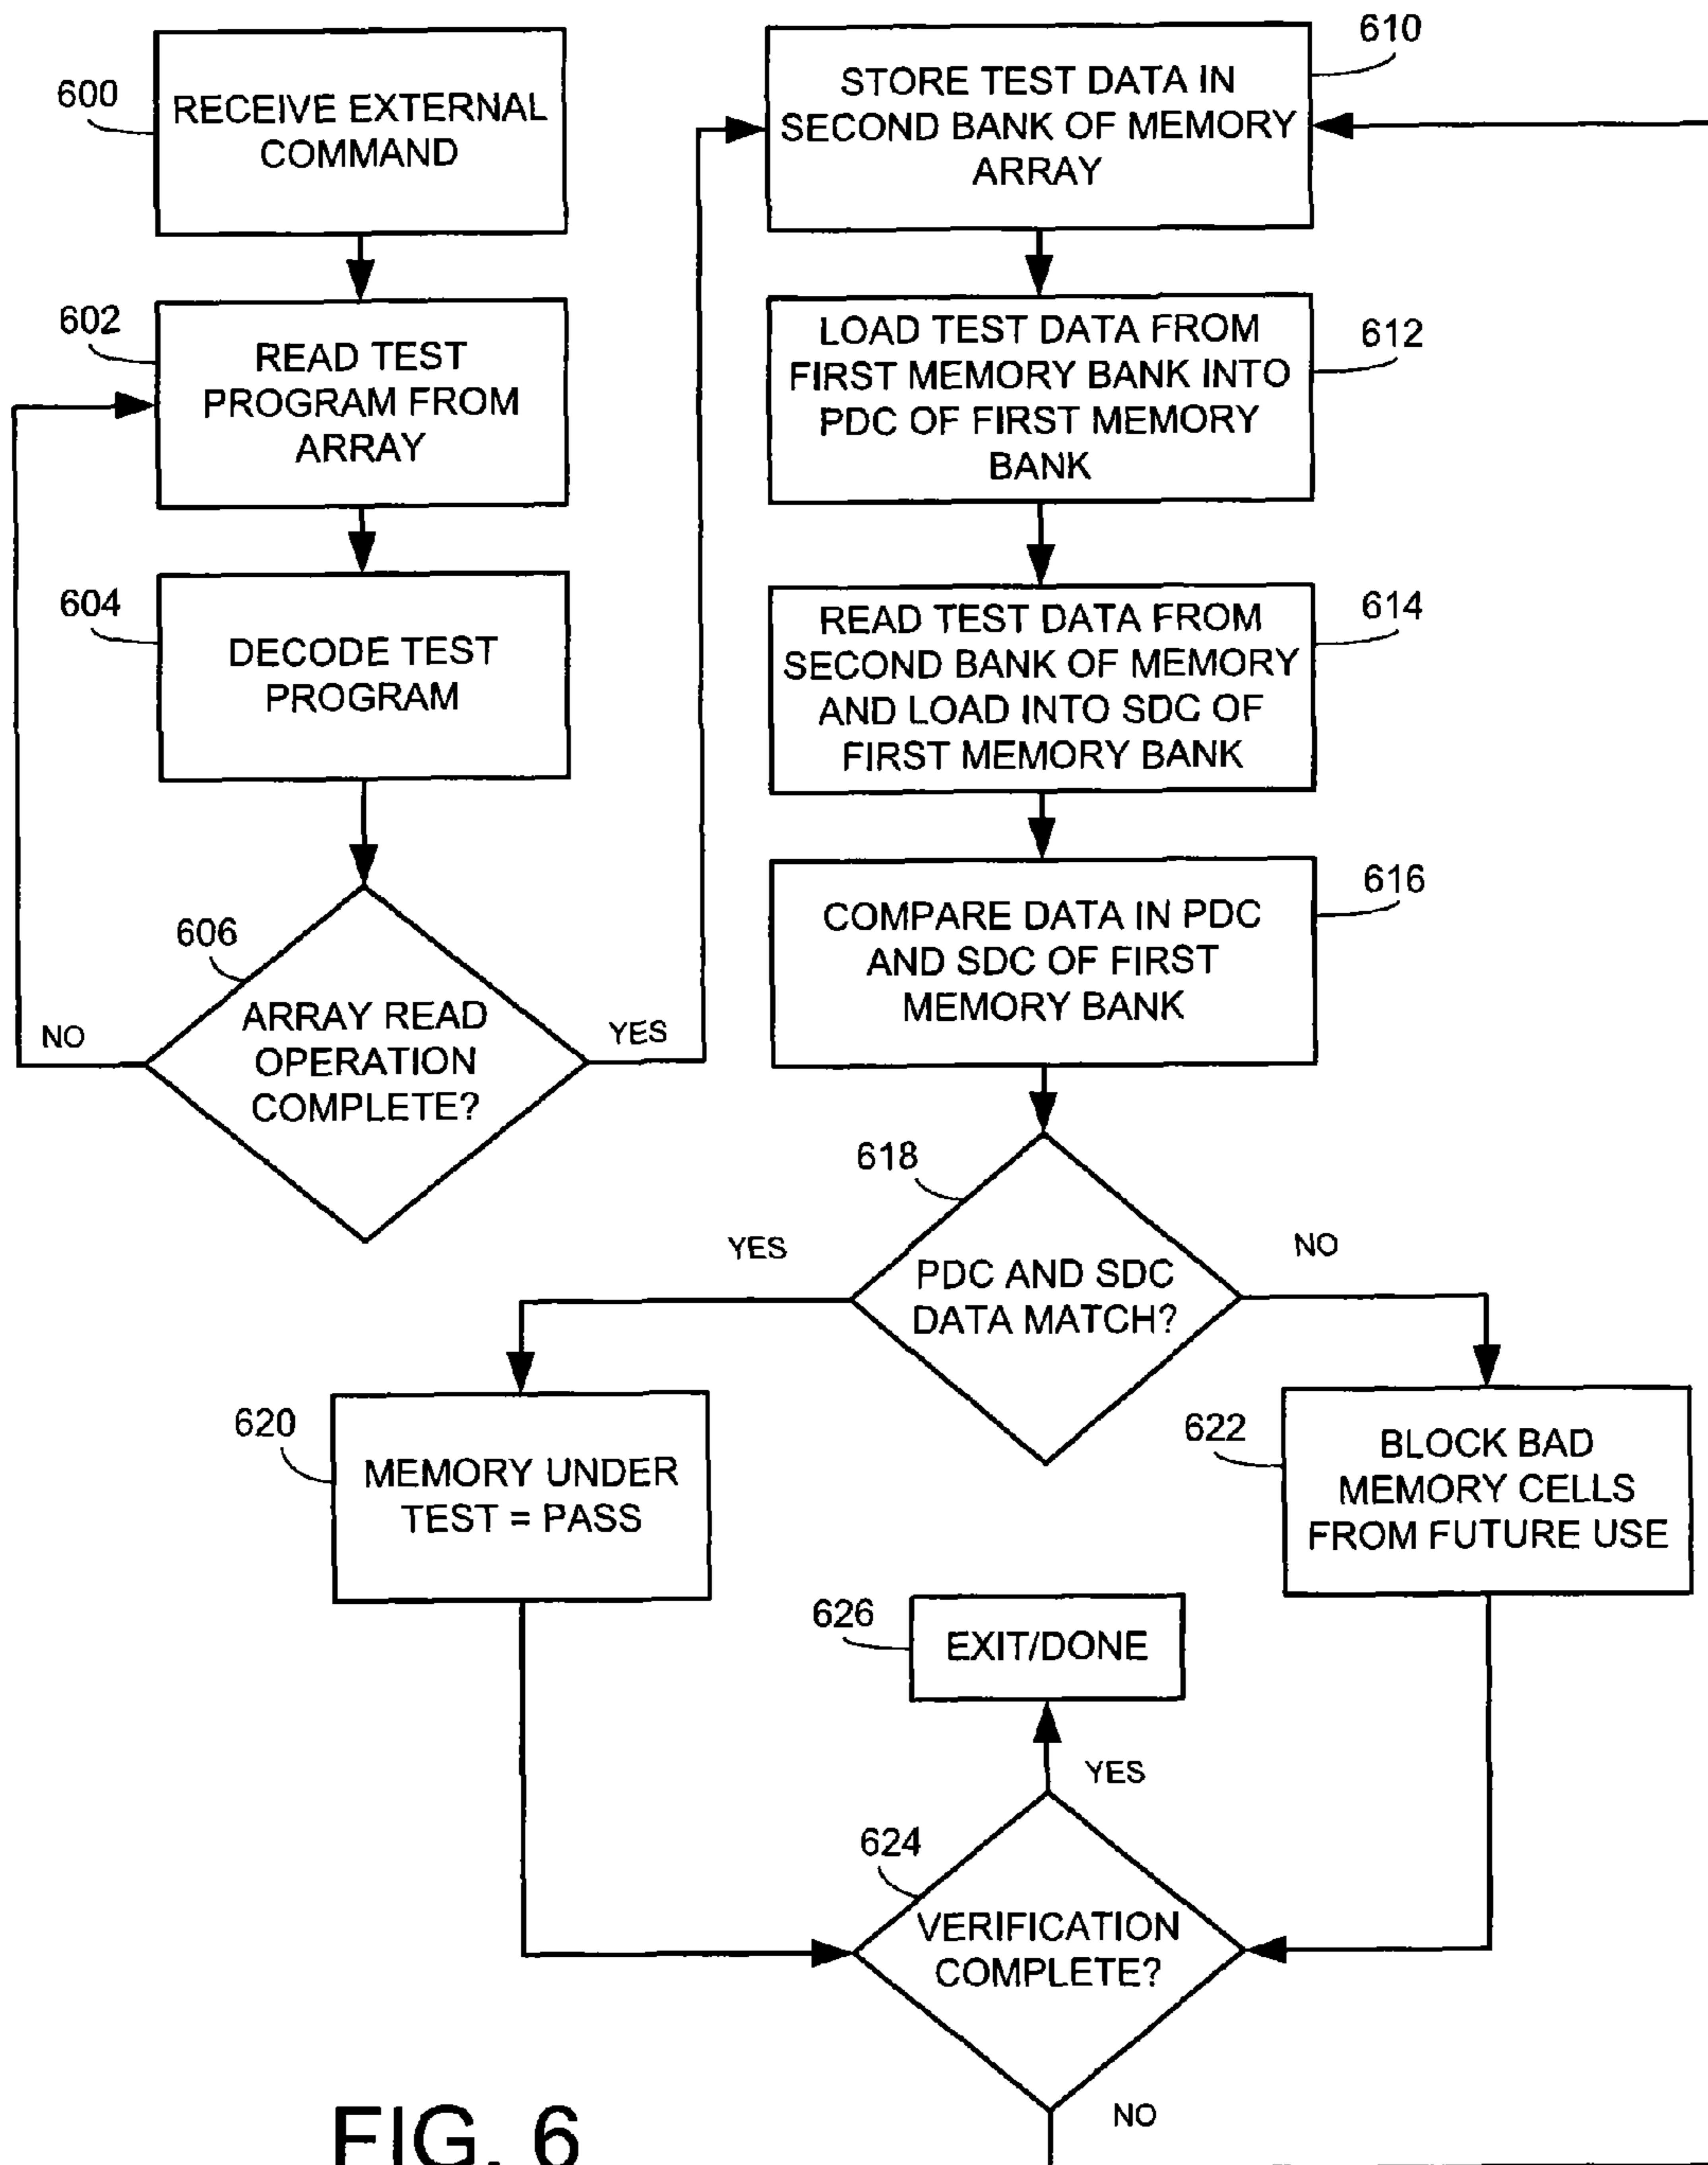 600
RECEIVE EXTERNAL
COMMAND
602
READ TEST
PROGRAM FROM
ARRAY
604
DECODE TEST
PROGRAM
606
ARRAY READ
OPERATION
COMPLETE?
NO
YES
610
STORE TEST DATA IN
SECOND BANK OF MEMORY
ARRAY
612
LOAD TEST DATA FROM
FIRST MEMORY BANK INTO
PDC OF FIRST MEMORY
BANK
614
READ TEST DATA FROM
SECOND BANK OF MEMORY
AND LOAD INTO SDC OF
FIRST MEMORY BANK
616
COMPARE DATA IN PDC
AND SDC OF FIRST
MEMORY BANK
618
PDC AND SDC
DATA MATCH?
YES
NO
620
MEMORY UNDER
TEST = PASS
622
BLOCK BAD
MEMORY CELLS
FROM FUTURE USE
626
EXIT/DONE
YES
624
VERIFICATION
COMPLETE?
NO
FIG. 6